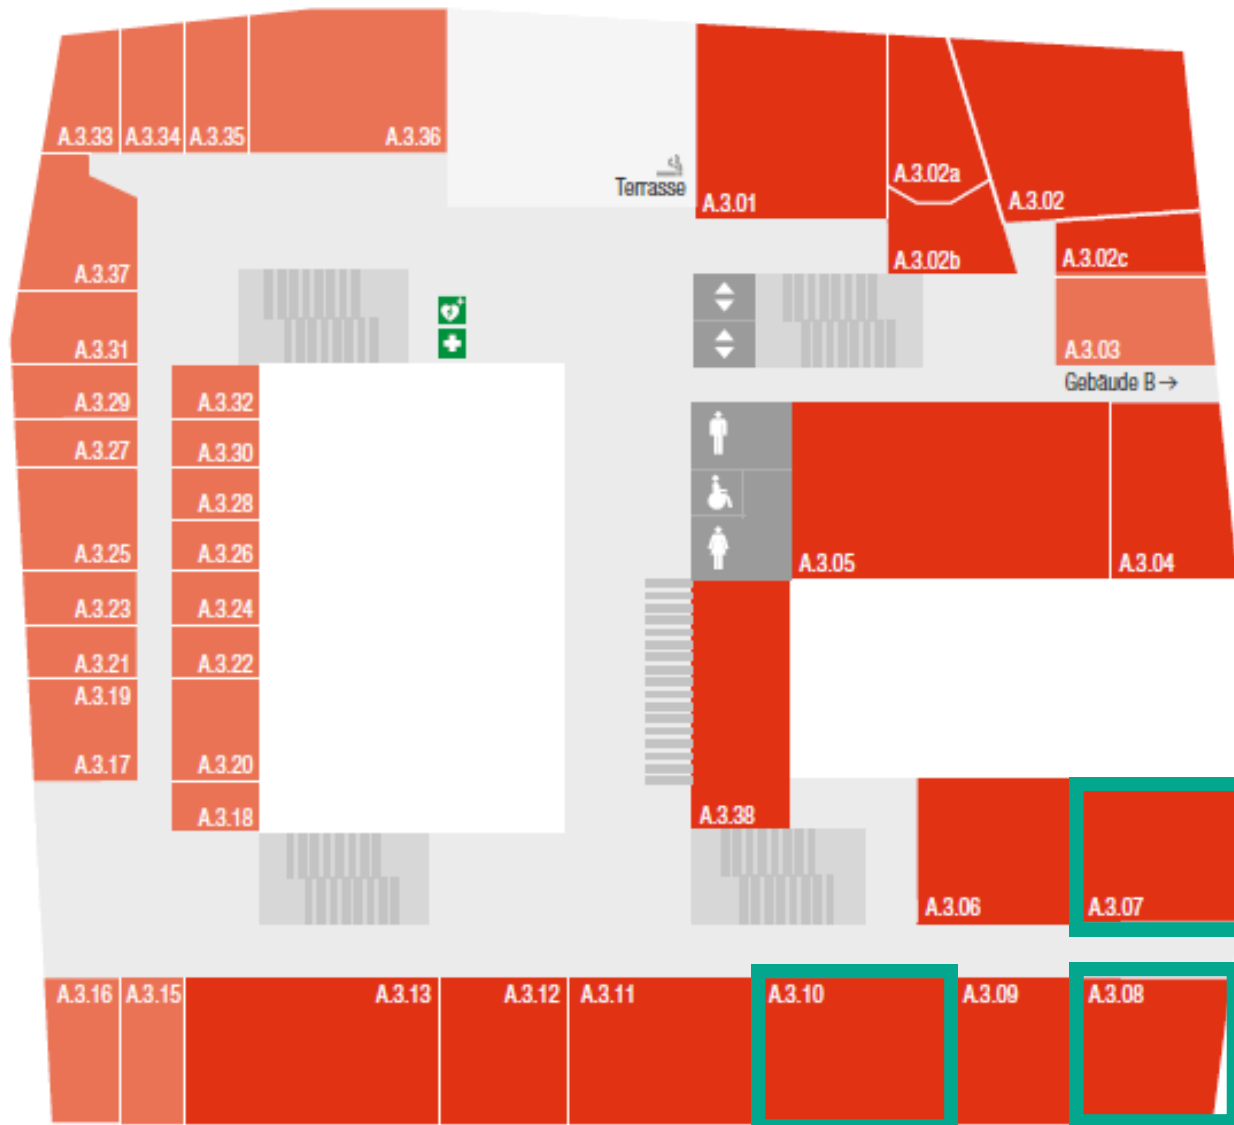 A.3.33 A.3.34 A.3.35 A.3.36
Terrasse
A.3.01
A.3.02a
A.3.02
A.3.02b
A.3.02c
A.3.03
Gebäude B→
A.3.37
A.3.31
A.3.29
A.3.32
A.3.27
A.3.30
A.3.28
A.3.25
A.3.26
A.3.23
A.3.24
A.3.21
A.3.22
A.3.19
A.3.17
A.3.20
A.3.18
A.3.05
A.3.04
A.3.38
A.3.06
A.3.07
A.3.16 A.3.15 A.3.13 A.3.12 A.3.11 A.3.10 A.3.09 A.3.08